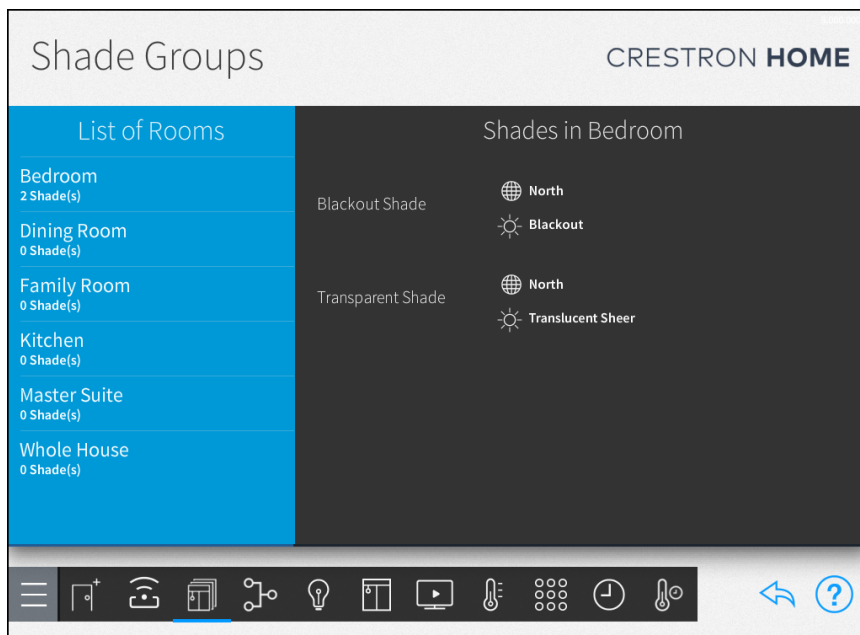 Shade Groups
CRESTRON HOME
List of Rooms
Bedroom
2 Shade(s)
Dining Room
0 Shade(s)
Family Room
0 Shade(s)
Kitchen
0 Shade(s)
Master Suite
0 Shade(s)
Whole House
0 Shade(s)
Shades in Bedroom
Blackout Shade
North
Blackout
Transparent Shade
North
Translucent Sheer
?